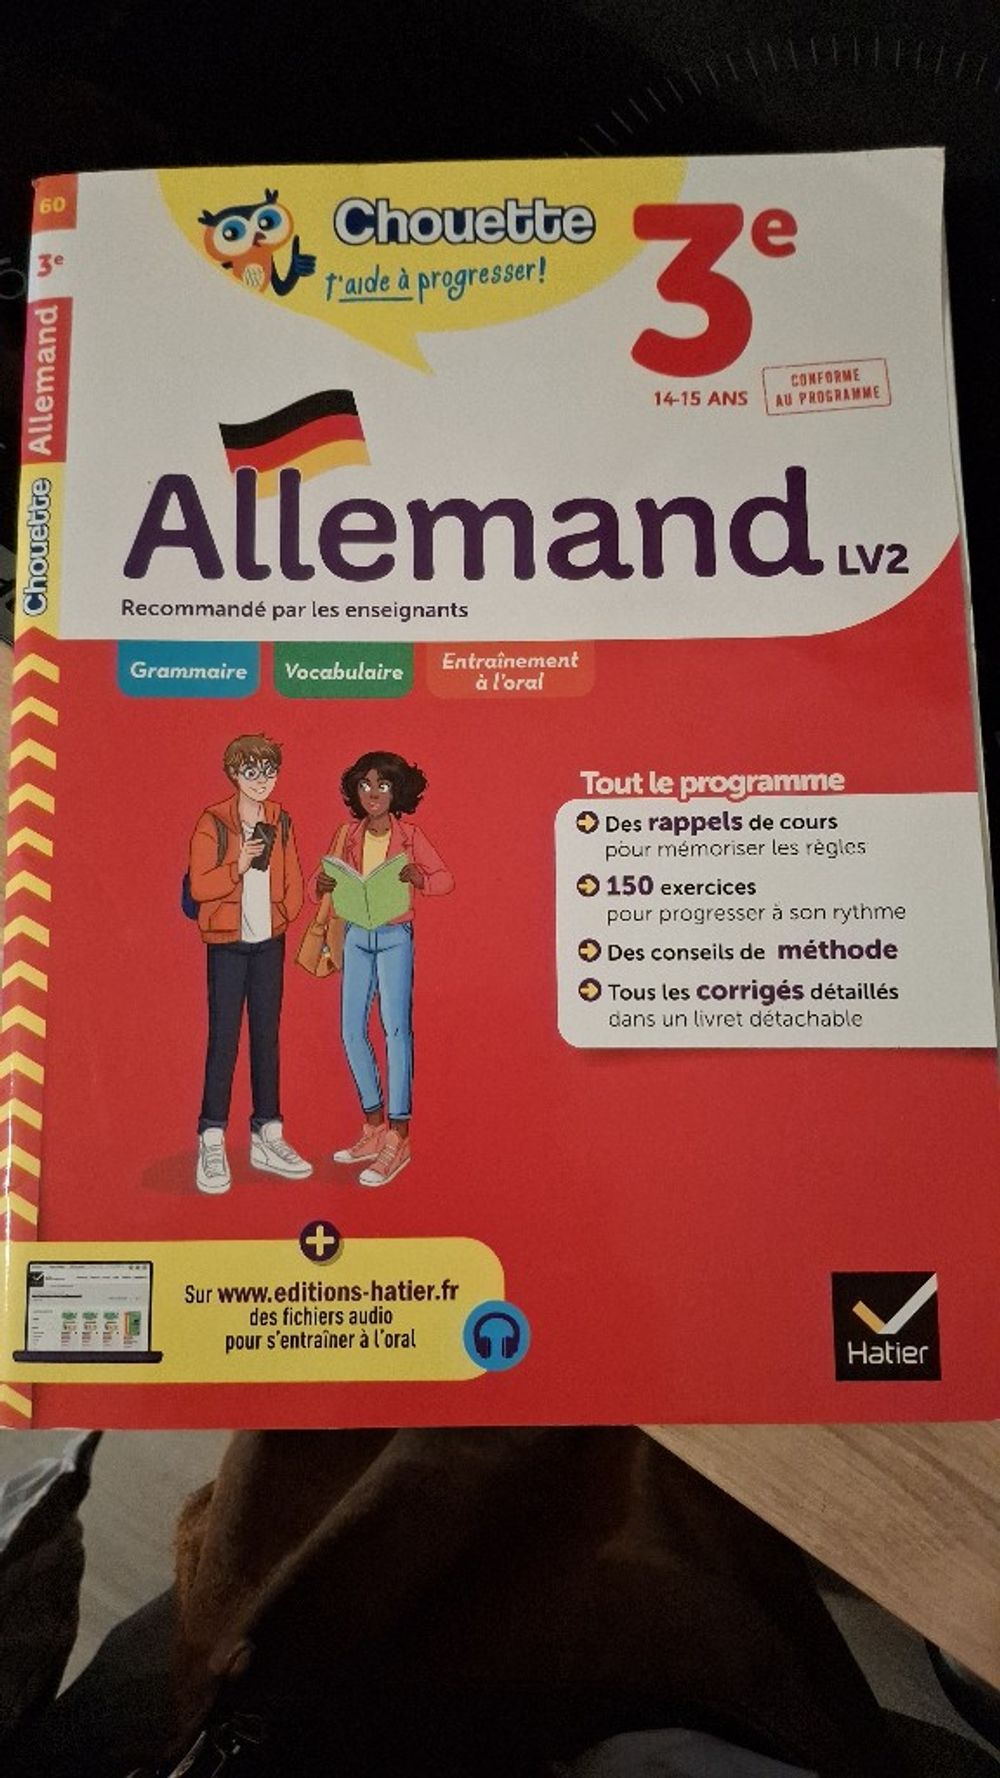 60
3e
Allemand
Chouette
Chouette
t'aide à progresser !
3e
14-15 ANS
CONFORME
AU PROGRAMME
Allemand LV2
Recommandé par les enseignants
Grammaire
Vocabulaire
Entraînement
à l'oral
Tout le programme
Des rappels de cours
pour mémoriser les règles
150 exercices
pour progresser à son rythme
Des conseils de méthode
Tous les corrigés détaillés
dans un livret détachable
+
Sur www.editions-hatier.fr
des fichiers audio
pour s'entraîner à l'oral
Hatier